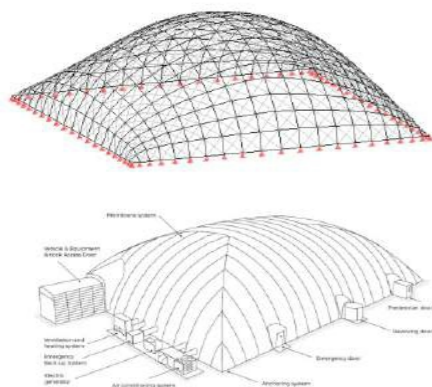 Membrane system
Vehicle & Equipment
Airlock Access Door
Ventilation and
heating system
Emergency
Back-up System
Electric
generator
Air conditioning system
Anchoring system
Emergency door
Revolving door
Pedestrian door